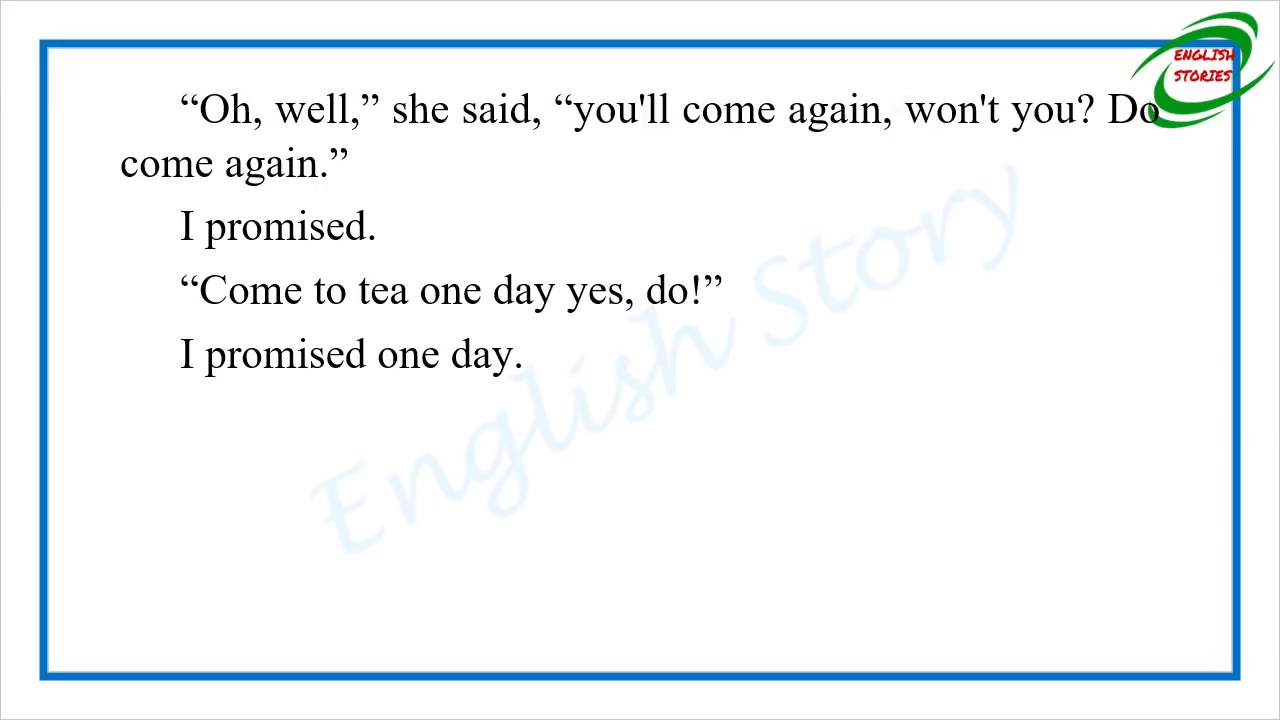 ENGLISH
STORIES
“Oh, well,” she said, “you'll come again, won't you? Do
come again.”
I promised.
“Come to tea one day yes, do!”
I promised one day.
English Story